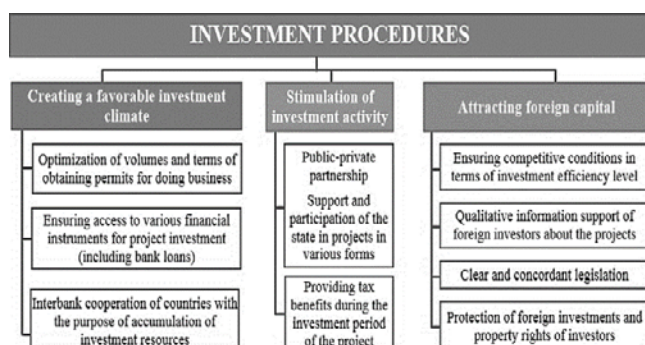 INVESTMENT PROCEDURES
Creating a favorable investment
climate
Optimization of volumes and terms of
obtaining permits for doing business
Ensuring access to various financial
instruments for project investment
(including bank loans)
Interbank cooperation of countries with
the purpose of accumulation of
investment resources
Stimulation of
investment activity
Public-private
partnership
Support and
participation of the
state in projects in
various forms
Providing tax
benefits during the
investment period
of the project
Attracting foreign capital
Ensuring competitive conditions in
terms of investment efficiency level
Qualitative information support of
foreign investors about the projects
Clear and concordant legislation
Protection of foreign investments and
property rights of investors